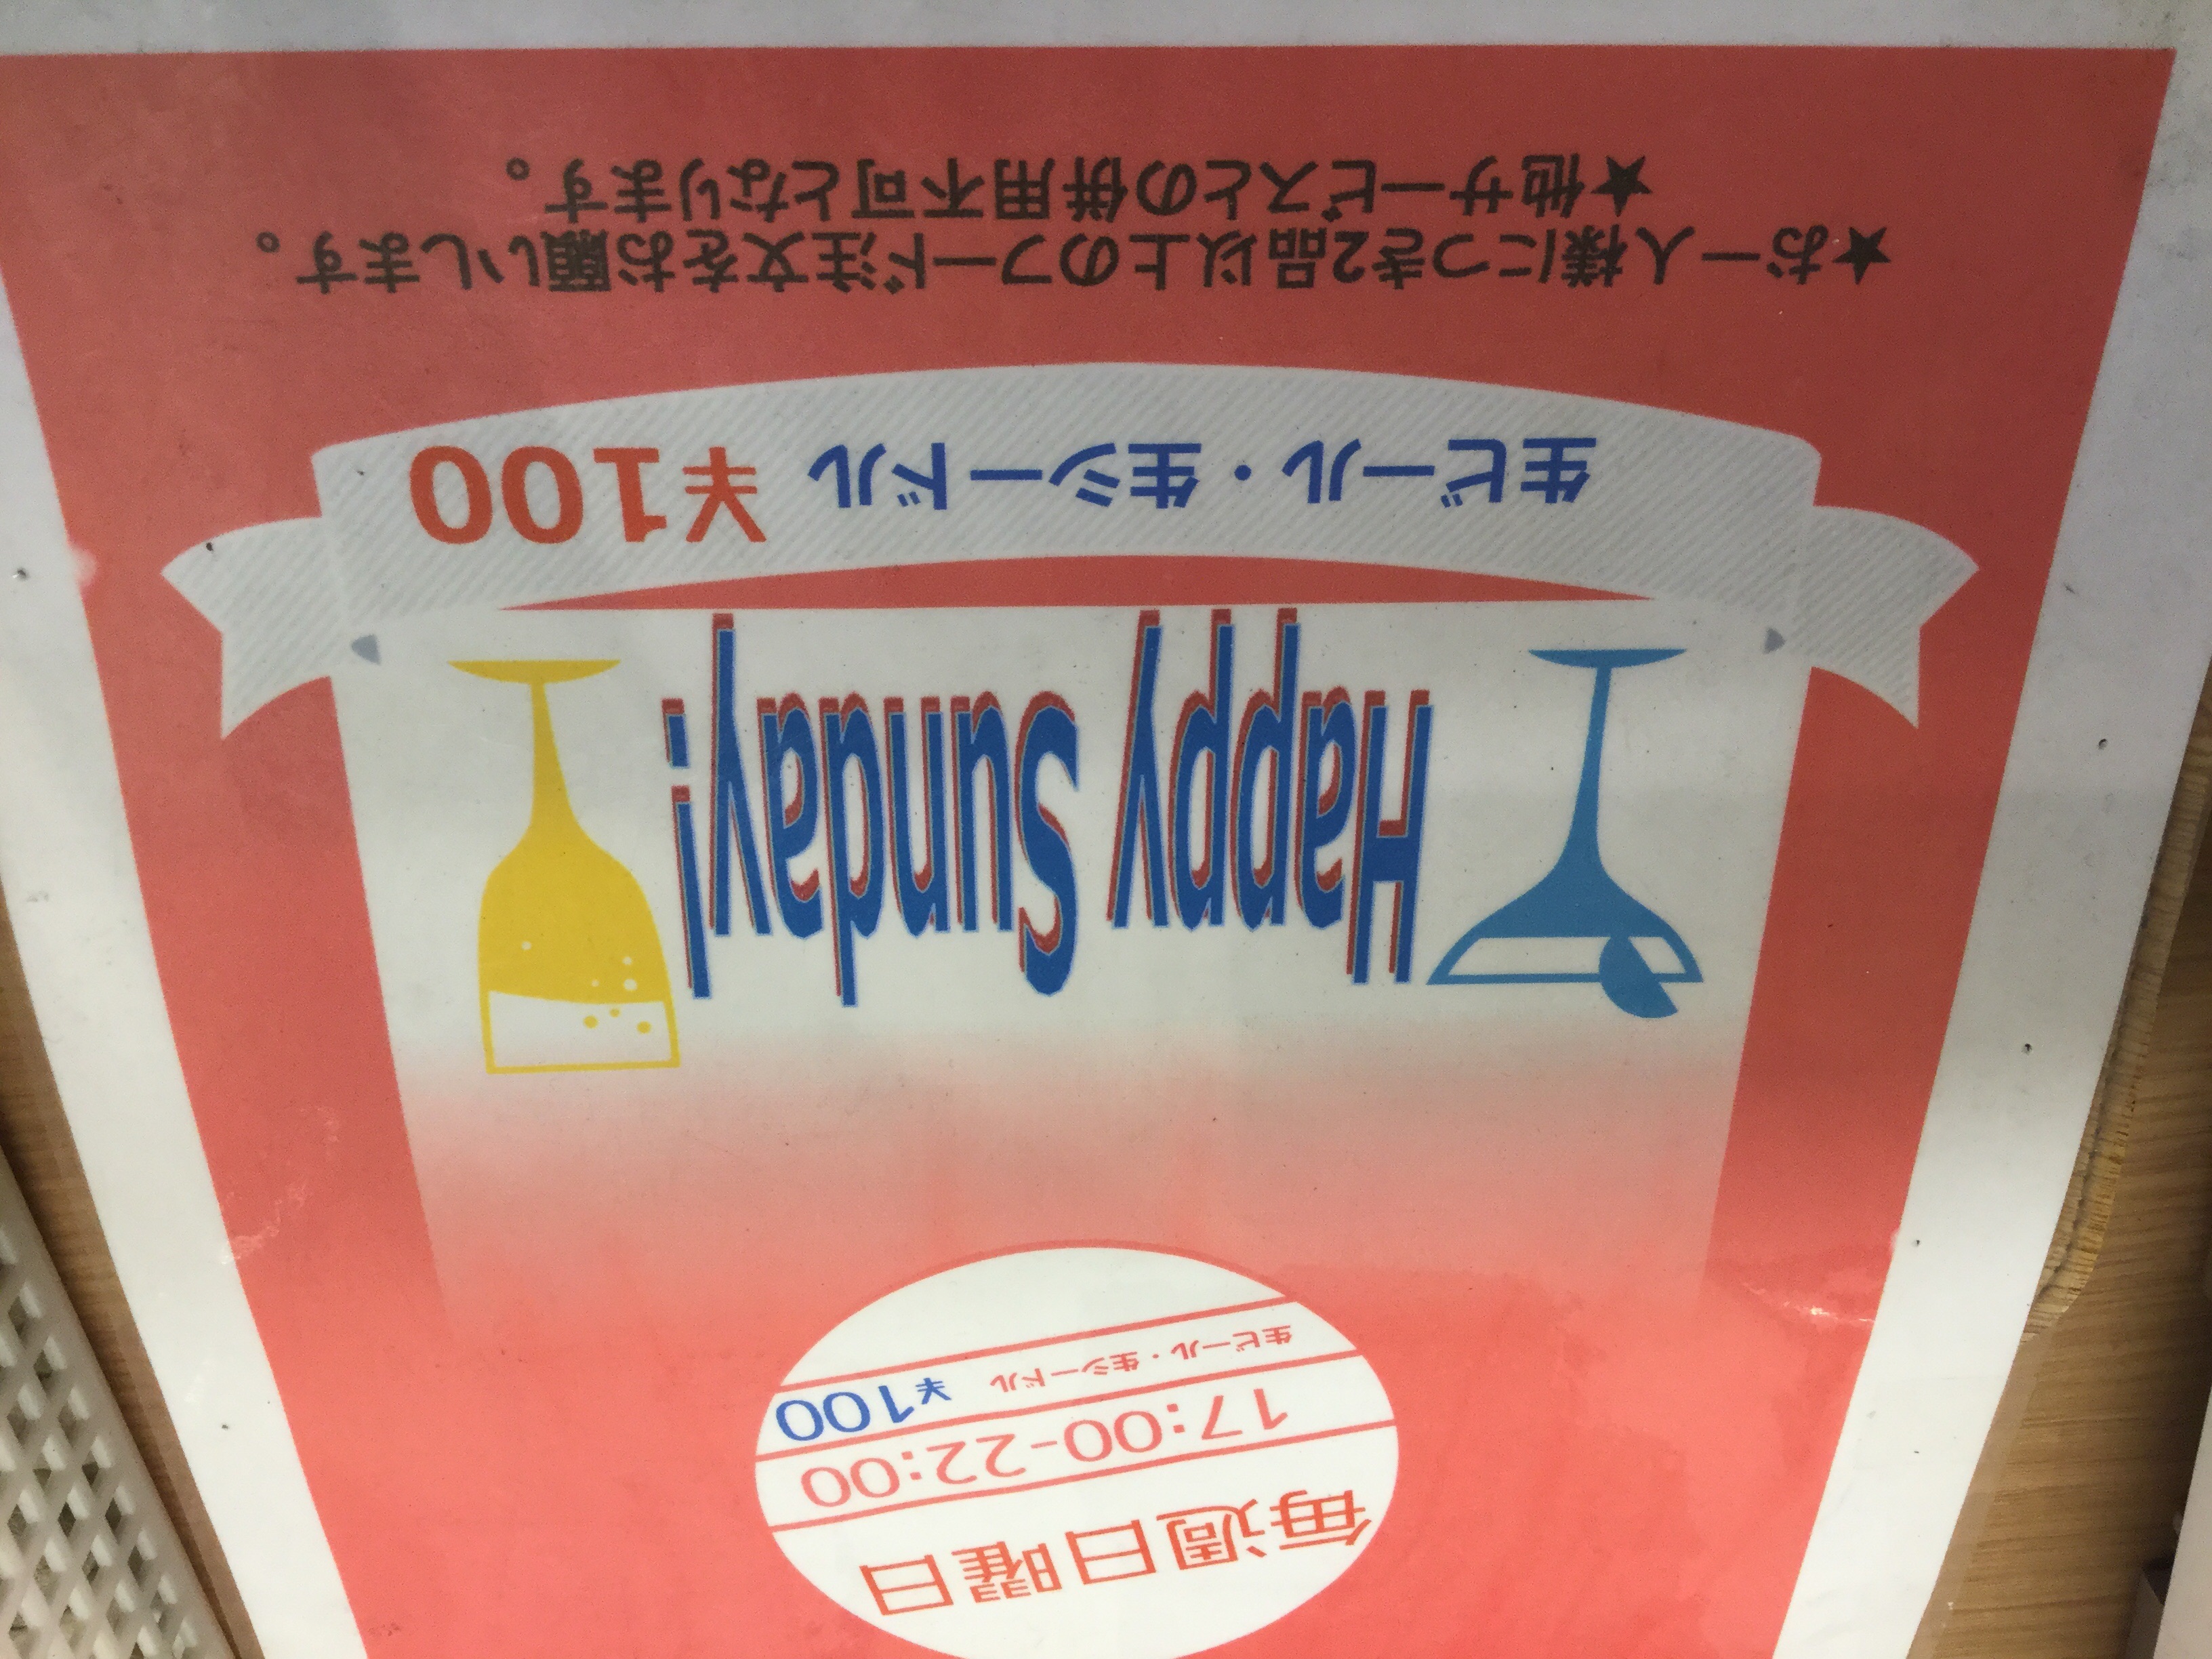 毎週日曜日
17:00-22:00
生ビール・生シードル ¥100
Happy Sunday!
生ビール・生シードル ¥100
★お一人様につき2品以上のフード注文をお願いします。
★他サービスとの併用不可となります。